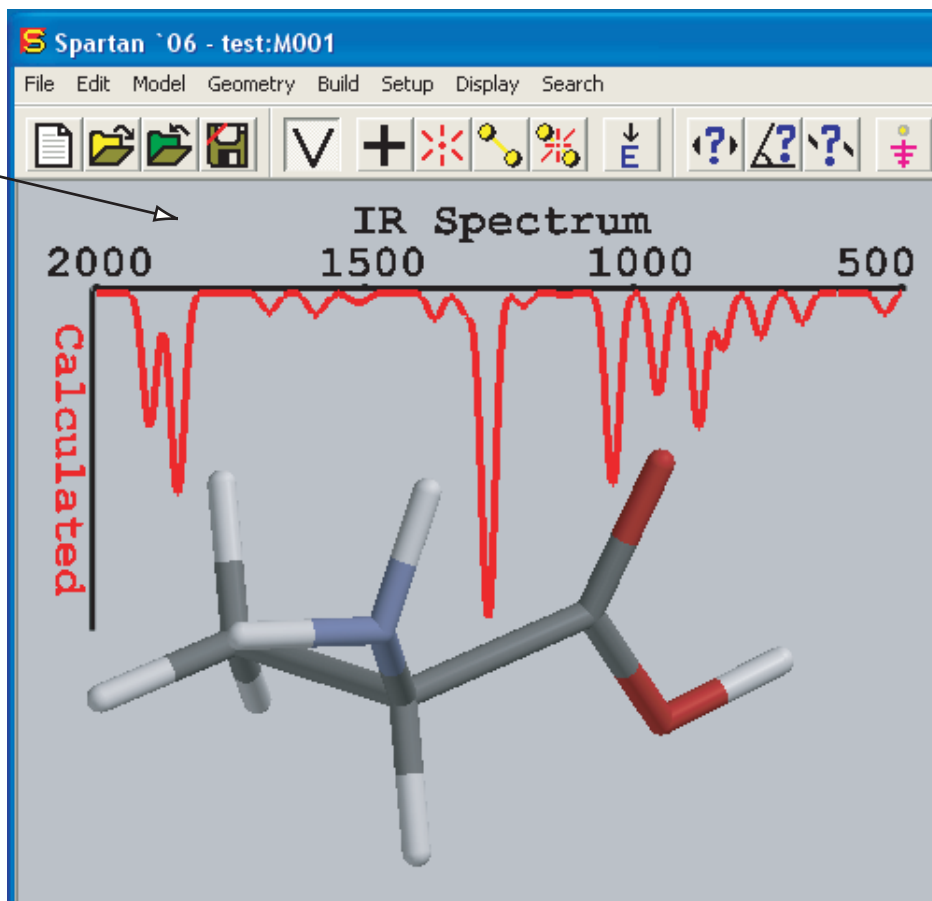 Spartan `06 - test:M001
File Edit Model Geometry Build Setup Display Search
V + E ? ? ?
IR Spectrum
2000 1500 1000 500
Calculated